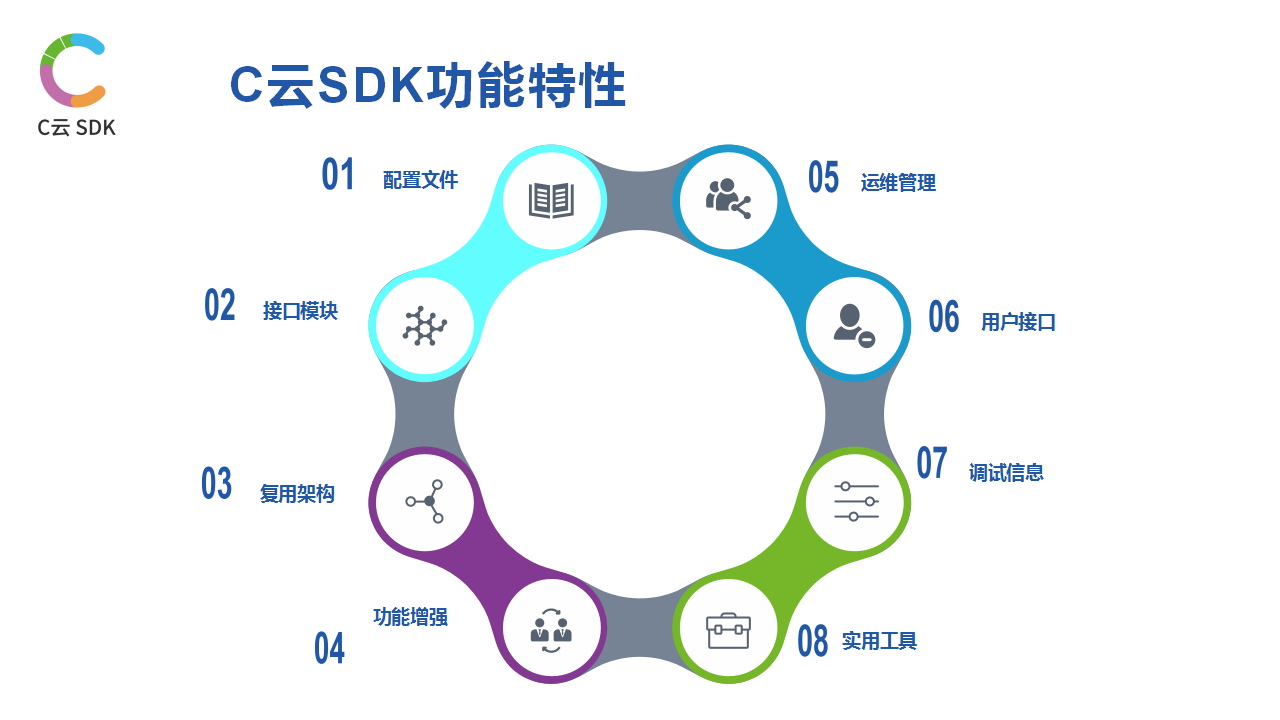 C云 SDK
C云SDK功能特性
01 配置文件
02 接口模块
03 复用架构
04 功能增强
05 运维管理
06 用户接口
07 调试信息
08 实用工具